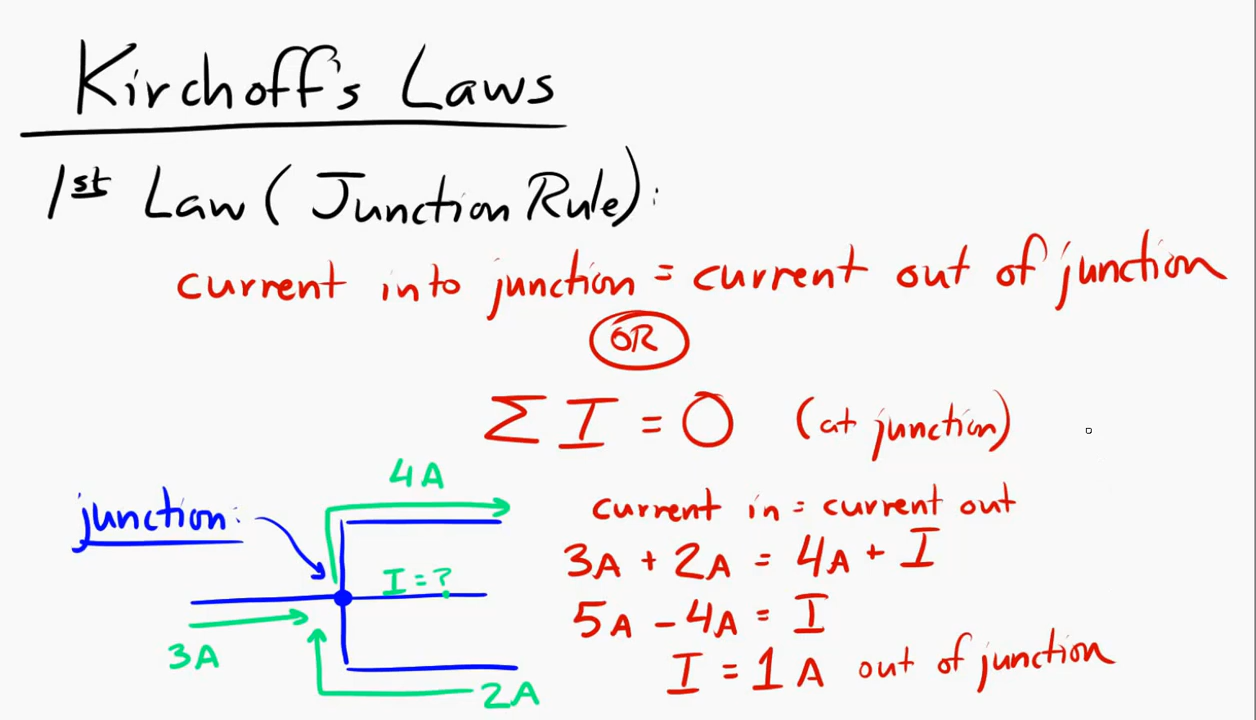 Kirchoff's Laws
1st Law (Junction Rule):
current into junction = current out of junction
OR
Σ I = 0 (at junction)
4A
junction:
I = ?
3A
2A
current in = current out
3A + 2A = 4A + I
5A - 4A = I
I = 1A out of junction